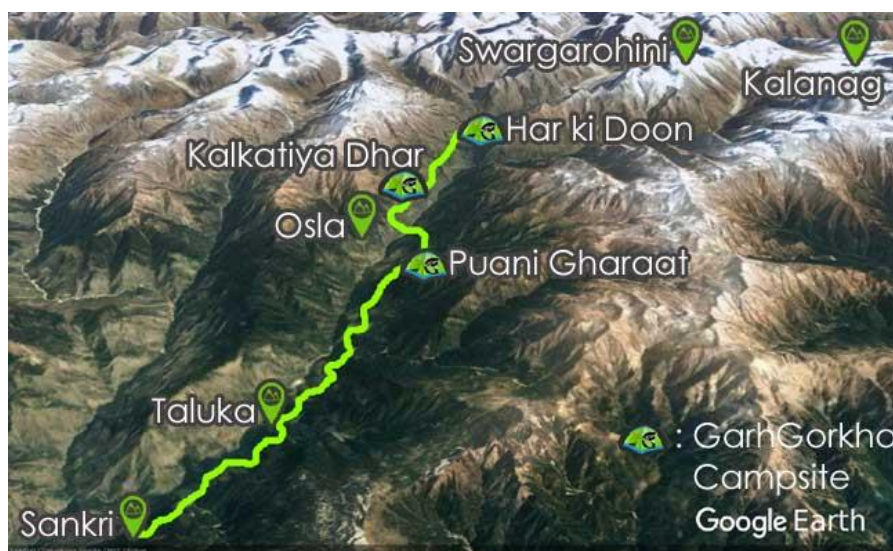 Swargarohini
Kalanag
Har ki Doon
Kalkatiya Dhar
Osla
Puani Gharaat
Taluka
: GarhGorkha
Campsite
Sankri
Google Earth